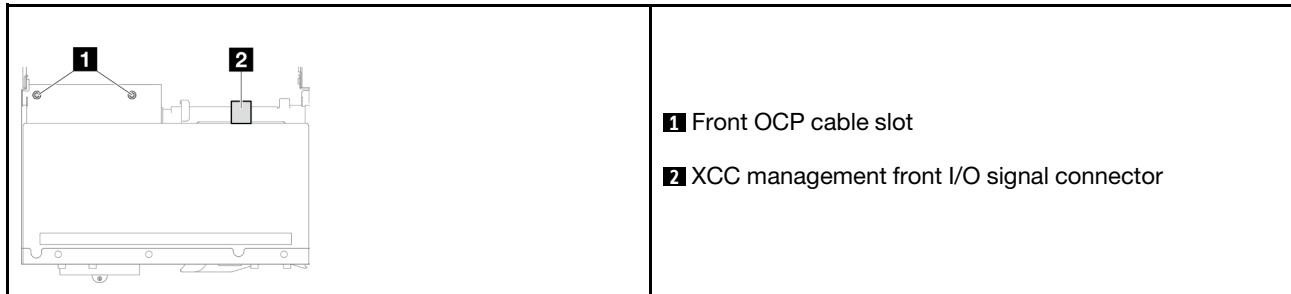 1
2
1 Front OCP cable slot
2 XCC management front I/O signal connector